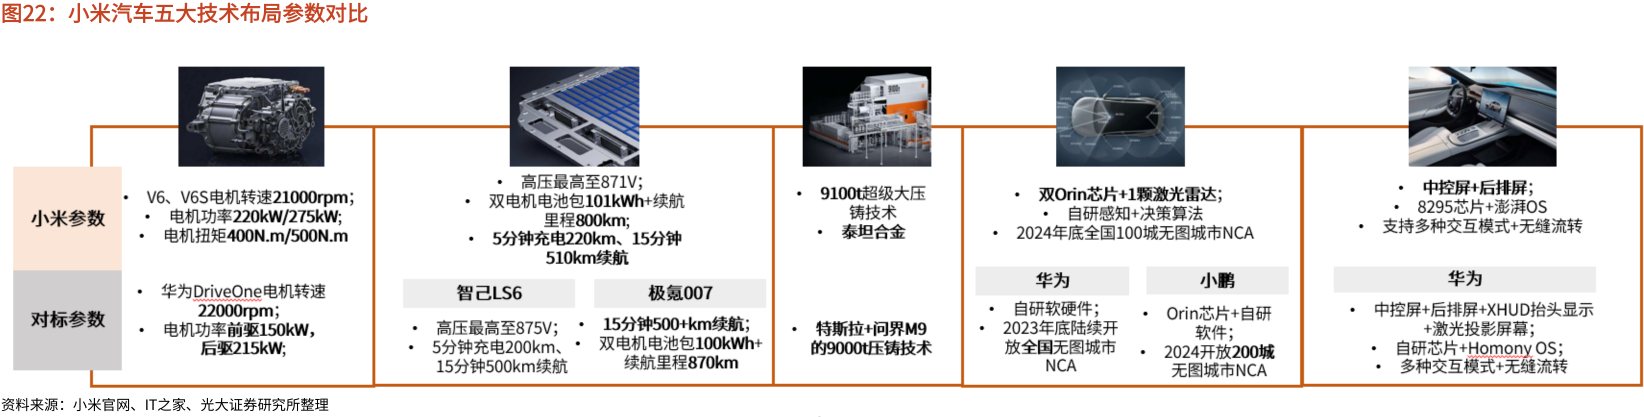 图22：小米汽车五大技术布局参数对比
小米参数
• V6、V6S电机转速21000rpm；
• 电机功率220kW/275kW;
• 电机扭矩400N.m/500N.m
• 高压最高至871V；
• 双电机电池包101kWh+续航
里程800km;
• 5分钟充电220km、15分钟
510km续航
• 9100t超级大压
铸技术
• 泰坦合金
• 双Orin芯片+1颗激光雷达；
• 自研感知+决策算法
• 2024年底全国100城无图城市NCA
• 中控屏+后排屏；
• 8295芯片+澎湃OS
• 支持多种交互模式+无缝流转
对标参数
• 华为DriveOne电机转速
22000rpm；
• 电机功率前驱150kW，
后驱215kW;
智己LS6
• 高压最高至875V；
• 5分钟充电200km、
15分钟500km续航
极氪007
• 15分钟500+km续航；
• 双电机电池包100kWh+
续航里程870km
• 特斯拉+问界M9
的9000t压铸技术
华为
• 自研软硬件；
• 2023年底陆续开
放全国无图城市
NCA
小鹏
• Orin芯片+自研
软件；
• 2024开放200城
无图城市NCA
华为
• 中控屏+后排屏+XHUD抬头显示
+激光投影屏幕；
• 自研芯片+Homony OS；
• 多种交互模式+无缝流转
资料来源：小米官网、IT之家、光大证券研究所整理